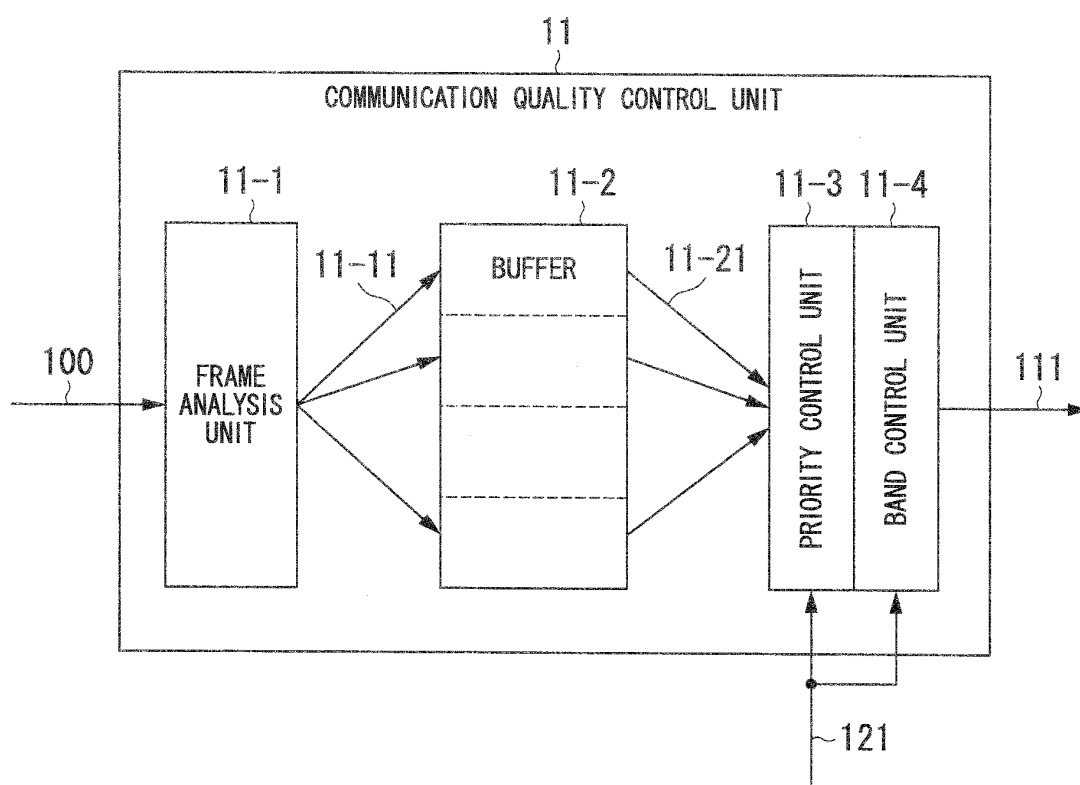 11
COMMUNICATION QUALITY CONTROL UNIT
11-1
11-2
11-3
11-4
11-11
BUFFER
11-21
100
FRAME
ANALYSIS
UNIT
PRIORITY CONTROL UNIT
BAND CONTROL UNIT
111
121